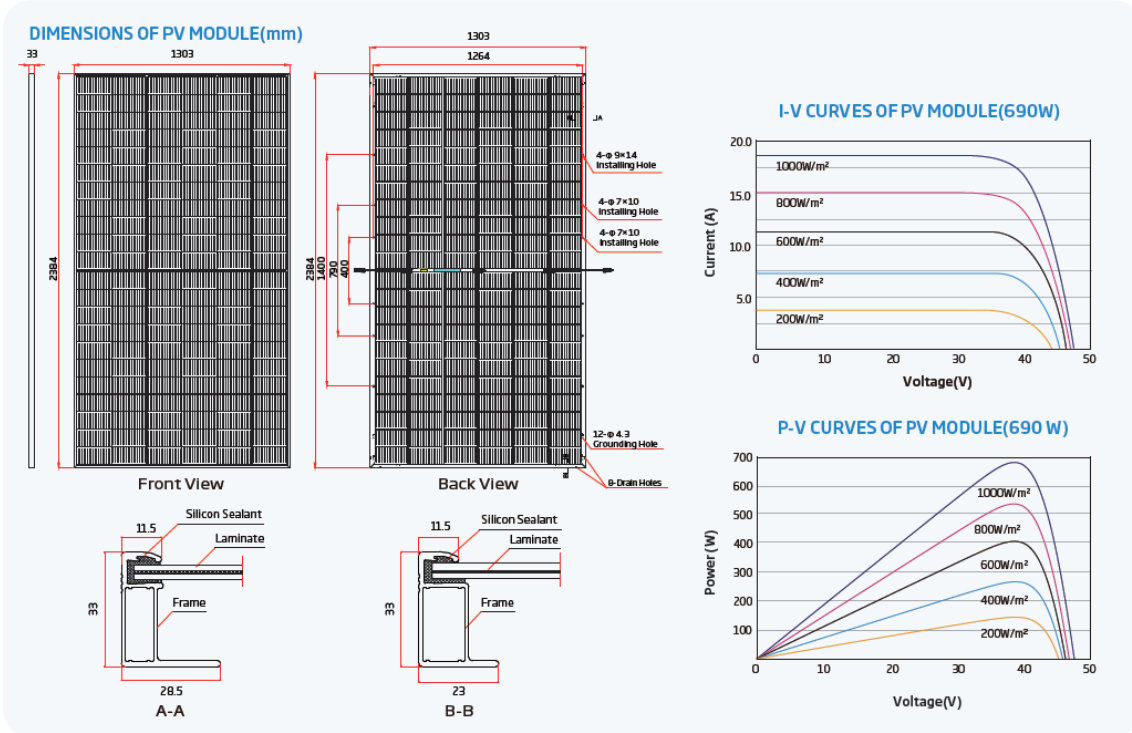 DIMENSIONS OF PV MODULE(mm)
33
1303
2384
Front View
1303
1264
2384
1400
790
400
A
4-φ 9×14
Installing Hole
4-φ 7×10
Installing Hole
4-φ 7×10
Installing Hole
12-φ 4.3
Grounding Hole
8-Drain Holes
B
Back View
11.5
Silicon Sealant
Laminate
Frame
33
28.5
A-A
11.5
Silicon Sealant
Laminate
Frame
33
23
B-B
I-V CURVES OF PV MODULE(690W)
Current (A)
20.0
15.0
10.0
5.0
1000W/m²
800W/m²
600W/m²
400W/m²
200W/m²
0 10 20 30 40 50
Voltage(V)
P-V CURVES OF PV MODULE(690 W)
Power (W)
700
600
500
400
300
200
100
1000W/m²
800W/m²
600W/m²
400W/m²
200W/m²
0 10 20 30 40 50
Voltage(V)